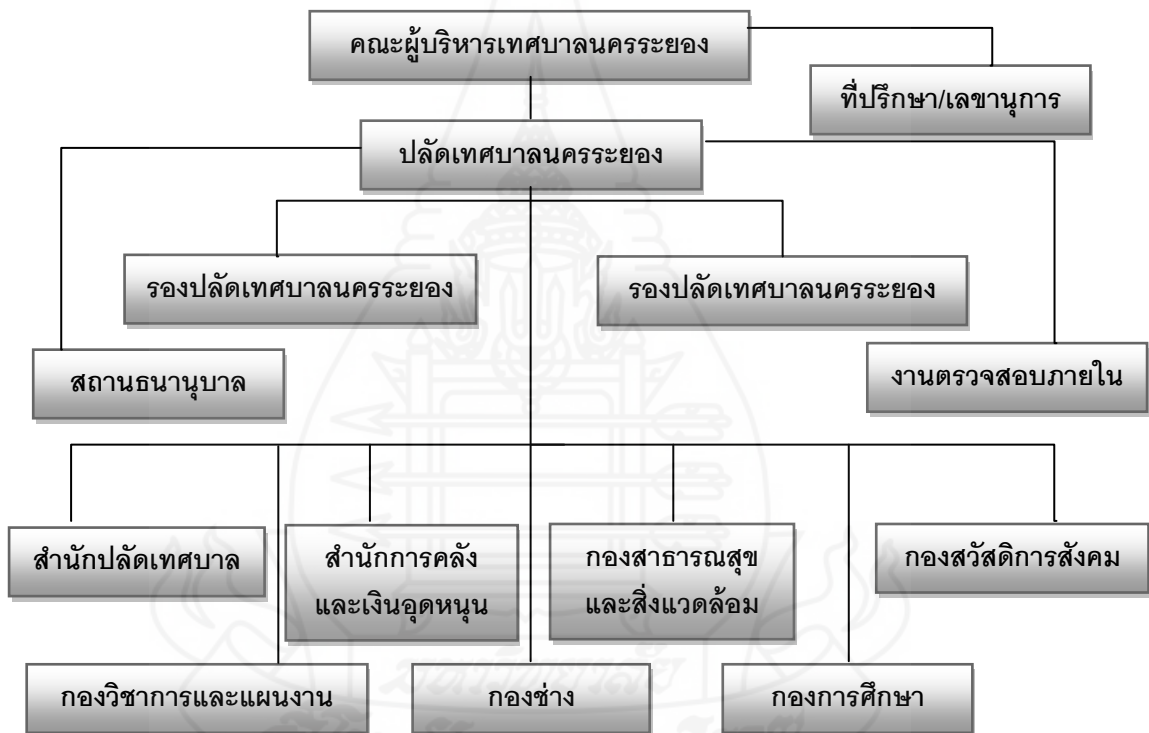 คณะผู้บริหารเทศบาลนครระยอง
ที่ปรึกษา/เลขานุการ
ปลัดเทศบาลนครระยอง
รองปลัดเทศบาลนครระยอง
รองปลัดเทศบาลนครระยอง
สถานธนานุบาล
งานตรวจสอบภายใน
สำนักปลัดเทศบาล
สำนักการคลัง
และเงินอุดหนุน
กองสาธารณสุข
และสิ่งแวดล้อม
กองสวัสดิการสังคม
กองวิชาการและแผนงาน
กองช่าง
กองการศึกษา